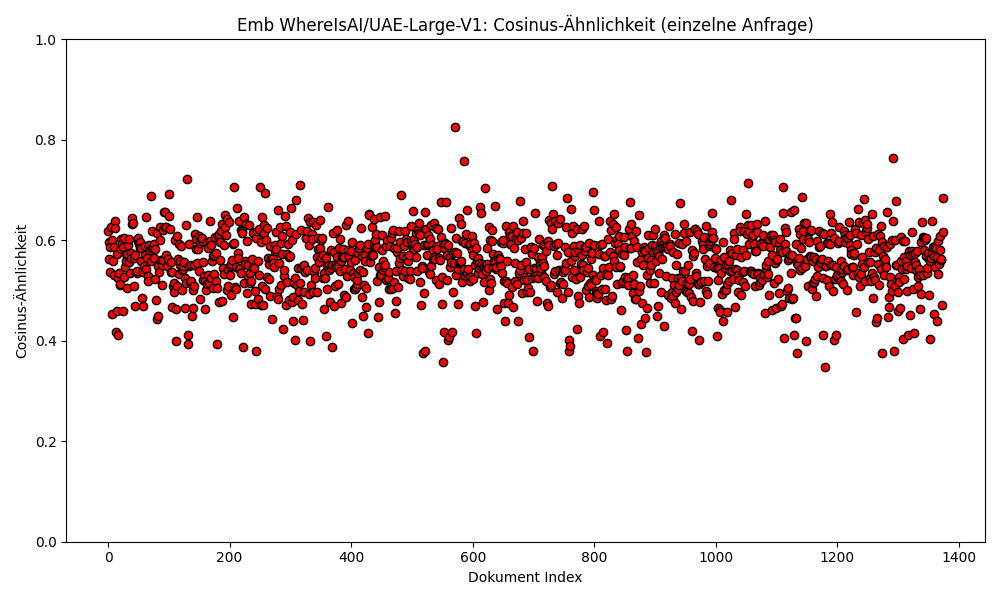 Emb WhereIsAI/UAE-Large-V1: Cosinus-Ähnlichkeit (einzelne Anfrage)
Cosinus-Ähnlichkeit
1.0
0.8
0.6
0.4
0.2
0.0
0 200 400 600 800 1000 1200 1400
Dokument Index